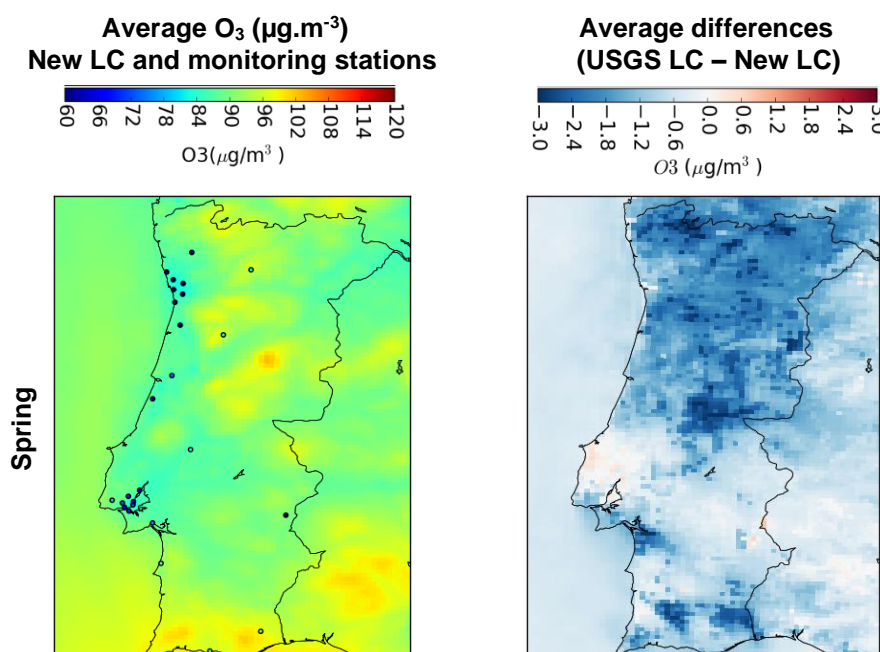 Average O₃ (µg.m⁻³)
New LC and monitoring stations
60 66 72 78 84 90 96 102 108 114 120
O3(μg/m³ )
Average differences
(USGS LC – New LC)
−3.0 −2.4 −1.8 −1.2 −0.6 0.0 0.6 1.2 1.8 2.4 3.0
O3 (μg/m³ )
Spring